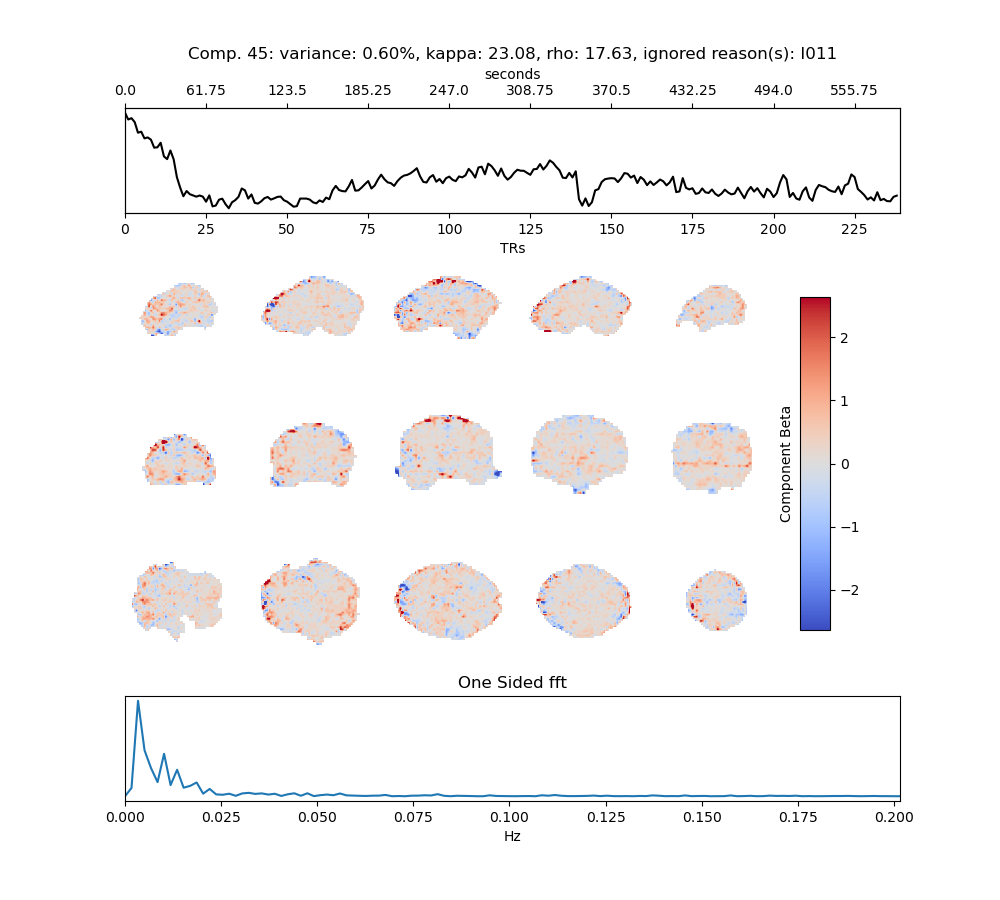 Comp. 45: variance: 0.60%, kappa: 23.08, rho: 17.63, ignored reason(s): I011
seconds
0.0 61.75 123.5 185.25 247.0 308.75 370.5 432.25 494.0 555.75
0 25 50 75 100 125 150 175 200 225
TRs
2
1
0
−1
−2
Component Beta
One Sided fft
0.000 0.025 0.050 0.075 0.100 0.125 0.150 0.175 0.200
Hz